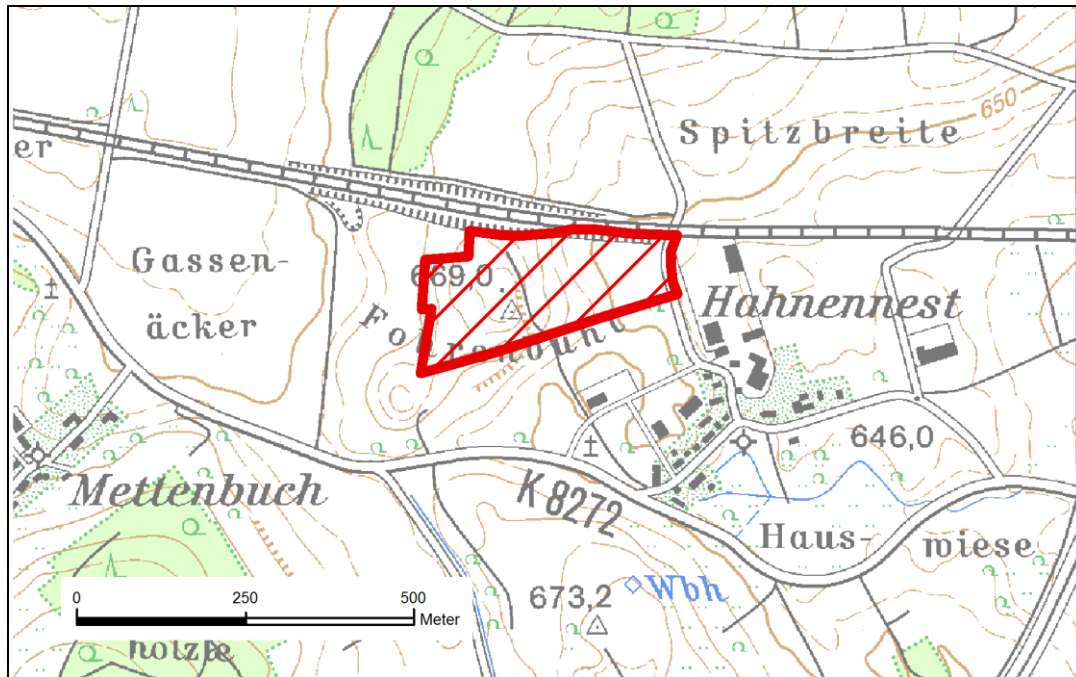 650
Spitzbreite
er
Gassen-
äcker
669,0
Hahnennest
646,0
Mettenbuch
K 8272
Haus-
wiese
673,2
Wbh
0 250 500
Meter